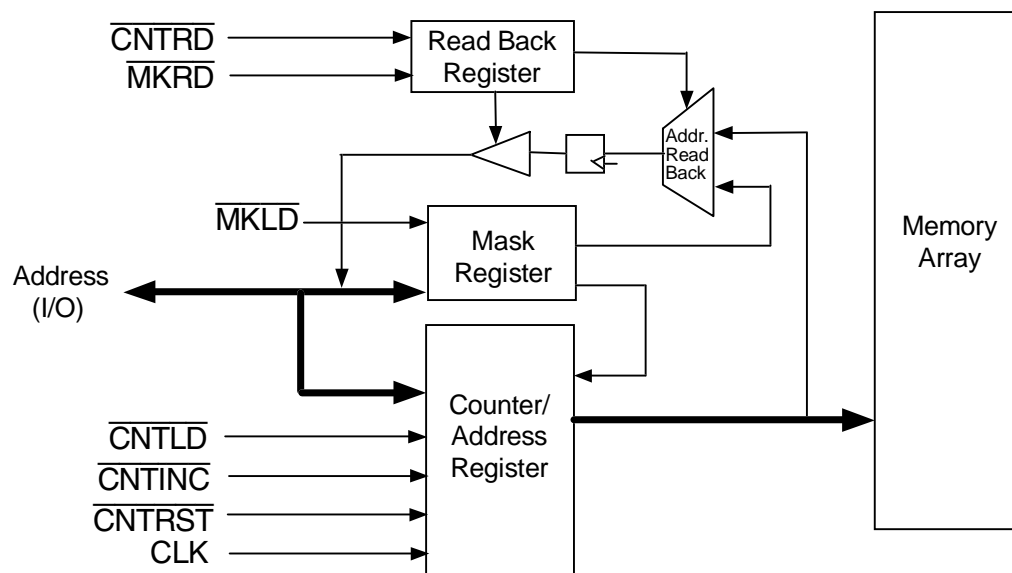 CNTRD
MKRD
Read Back
Register
Addr.
Read
Back
MKLD
Mask
Register
Memory
Array
Address
(I/O)
Counter/
Address
Register
CNTLD
CNTINC
CNTRST
CLK